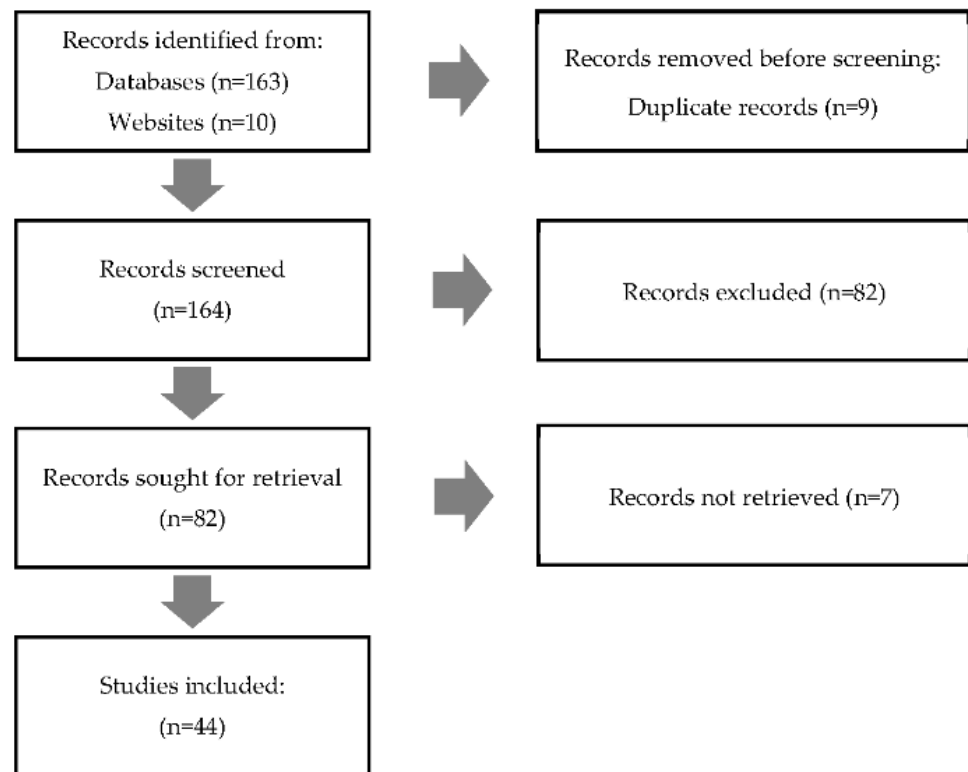 Records identified from:
Databases (n=163)
Websites (n=10)
Records removed before screening:
Duplicate records (n=9)
Records screened
(n=164)
Records excluded (n=82)
Records sought for retrieval
(n=82)
Records not retrieved (n=7)
Studies included:
(n=44)